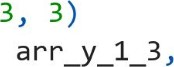 3, 3)
arr_y_1_3,